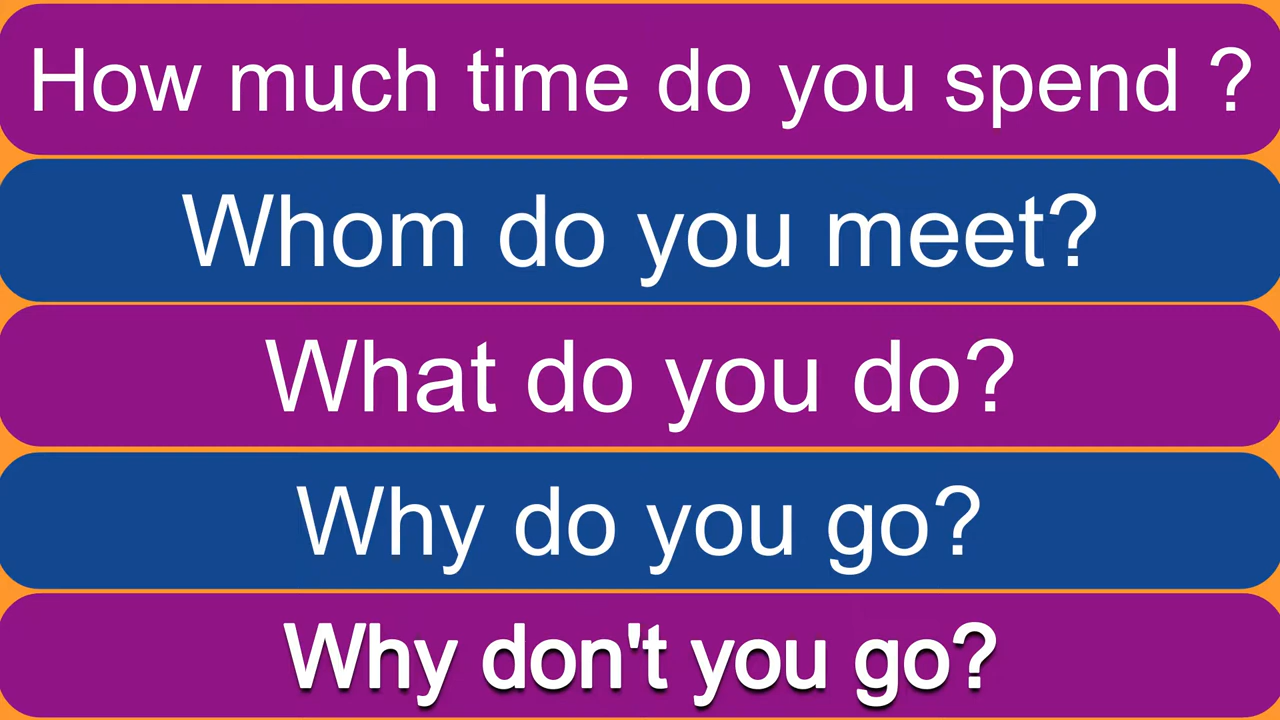 How much time do you spend ?
Whom do you meet?
What do you do?
Why do you go?
Why don't you go?